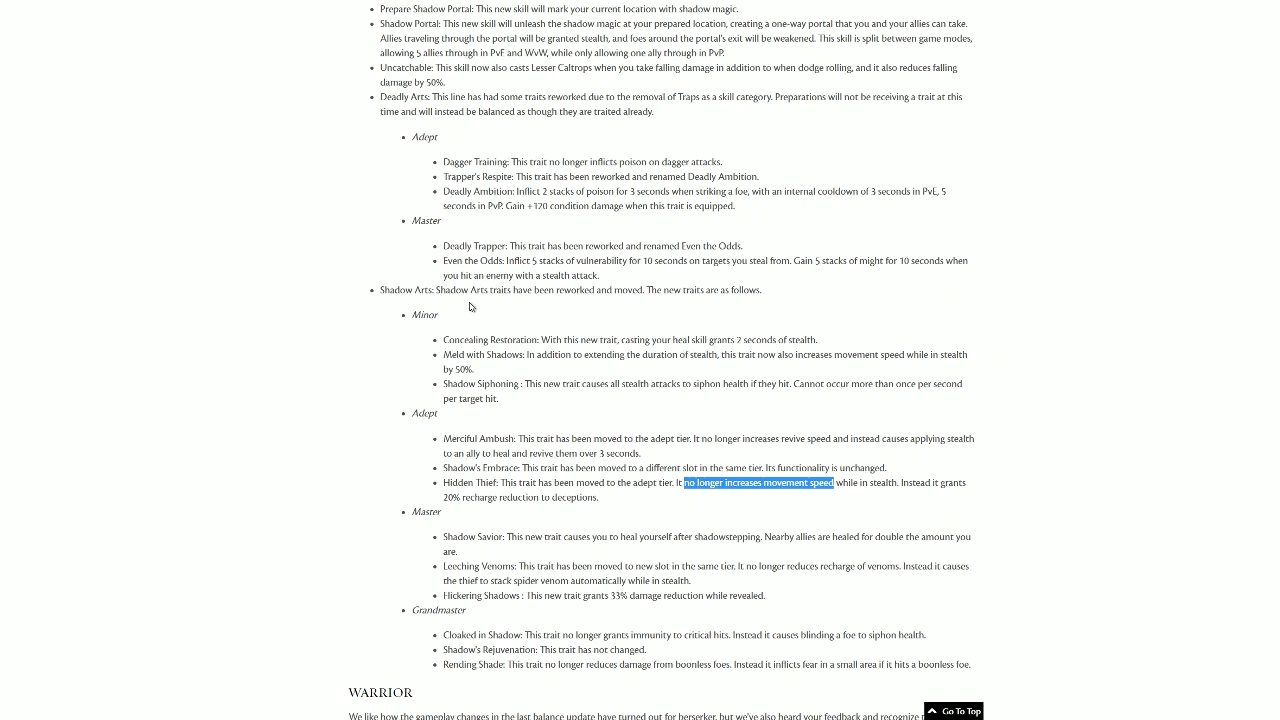 Prepare Shadow Portal: This new skill will mark your current location with shadow magic.
Shadow Portal: This new skill will unleash the shadow magic at your prepared location, creating a one-way portal that you and your allies can take.
Allies traveling through the portal will be granted stealth, and foes around the portal's exit will be weakened. This skill is split between game modes,
allowing 5 allies through in PvE and WvW, while only allowing one ally through in PvP.
Uncatchable: This skill now also casts Lesser Caltrops when you take falling damage in addition to when dodge rolling, and it also reduces falling
damage by 50%.
Deadly Arts: This line has had some traits reworked due to the removal of Traps as a skill category. Preparations will not be receiving a trait at this
time and will instead be balanced as though they are traited already.
Adept
Dagger Training: This trait no longer inflicts poison on dagger attacks.
Trapper's Respite: This trait has been reworked and renamed Deadly Ambition.
Deadly Ambition: Inflict 2 stacks of poison for 3 seconds when striking a foe, with an internal cooldown of 3 seconds in PvE, 5
seconds in PvP. Gain +120 condition damage when this trait is equipped.
Master
Deadly Trapper: This trait has been reworked and renamed Even the Odds.
Even the Odds: Inflict 5 stacks of vulnerability for 10 seconds on targets you steal from. Gain 5 stacks of might for 10 seconds when
you hit an enemy with a stealth attack.
Shadow Arts: Shadow Arts traits have been reworked and moved. The new traits are as follows.
Minor
Concealing Restoration: With this new trait, casting your heal skill grants 2 seconds of stealth.
Meld with Shadows: In addition to extending the duration of stealth, this trait now also increases movement speed while in stealth
by 50%.
Shadow Siphoning : This new trait causes all stealth attacks to siphon health if they hit. Cannot occur more than once per second
per target hit.
Adept
Merciful Ambush: This trait has been moved to the adept tier. It no longer increases revive speed and instead causes applying stealth
to an ally to heal and revive them over 3 seconds.
Shadow's Embrace: This trait has been moved to a different slot in the same tier. Its functionality is unchanged.
Hidden Thief: This trait has been moved to the adept tier. It no longer increases movement speed while in stealth. Instead it grants
20% recharge reduction to deceptions.
Master
Shadow Savior: This new trait causes you to heal yourself after shadowstepping. Nearby allies are healed for double the amount you
are.
Leeching Venoms: This trait has been moved to new slot in the same tier. It no longer reduces recharge of venoms. Instead it causes
the thief to stack spider venom automatically while in stealth.
Flickering Shadows : This new trait grants 33% damage reduction while revealed.
Grandmaster
Cloaked in Shadow: This trait no longer grants immunity to critical hits. Instead it causes blinding a foe to siphon health.
Shadow's Rejuvenation: This trait has not changed.
Rending Shade: This trait no longer reduces damage from boonless foes. Instead it inflicts fear in a small area if it hits a boonless foe.
WARRIOR
We like how the gameplay changes in the last balance update have turned out for berserker, but we've also heard your feedback and recognize
Go To Top